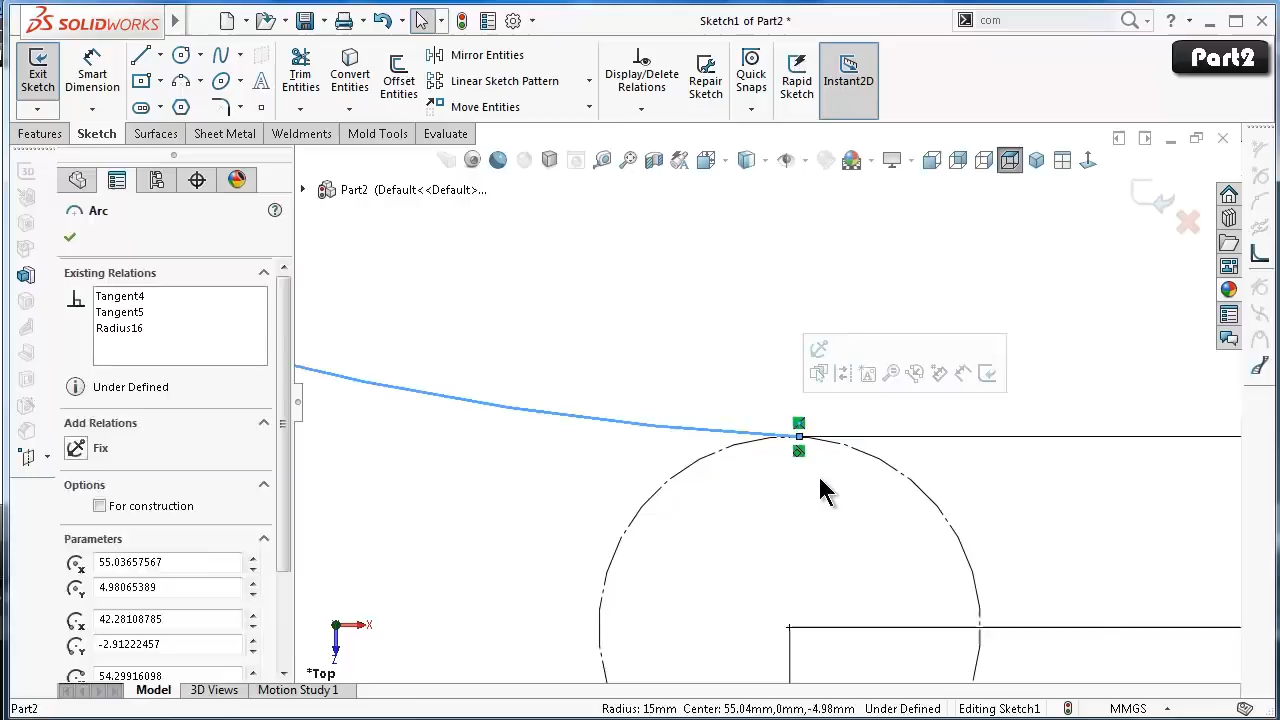 SOLIDWORKS
Sketch1 of Part2 *
com
?
Part2
Exit Sketch
Smart Dimension
Trim Entities
Convert Entities
Offset Entities
Mirror Entities
Linear Sketch Pattern
Move Entities
Display/Delete Relations
Repair Sketch
Quick Snaps
Rapid Sketch
Instant2D
Features
Sketch
Surfaces
Sheet Metal
Weldments
Mold Tools
Evaluate
3D
Part2 (Default<<Default>...
Arc
?
Existing Relations
Tangent4
Tangent5
Radius16
Under Defined
Add Relations
Fix
Options
For construction
Parameters
X
55.03657567
Y
4.98065389
X
42.28108785
Y
-2.91222457
54.29916098
X
Z
*Top
Model
3D Views
Motion Study 1
Part2
Radius: 15mm
Center: 55.04mm,0mm,-4.98mm
Under Defined
Editing Sketch1
MMGS